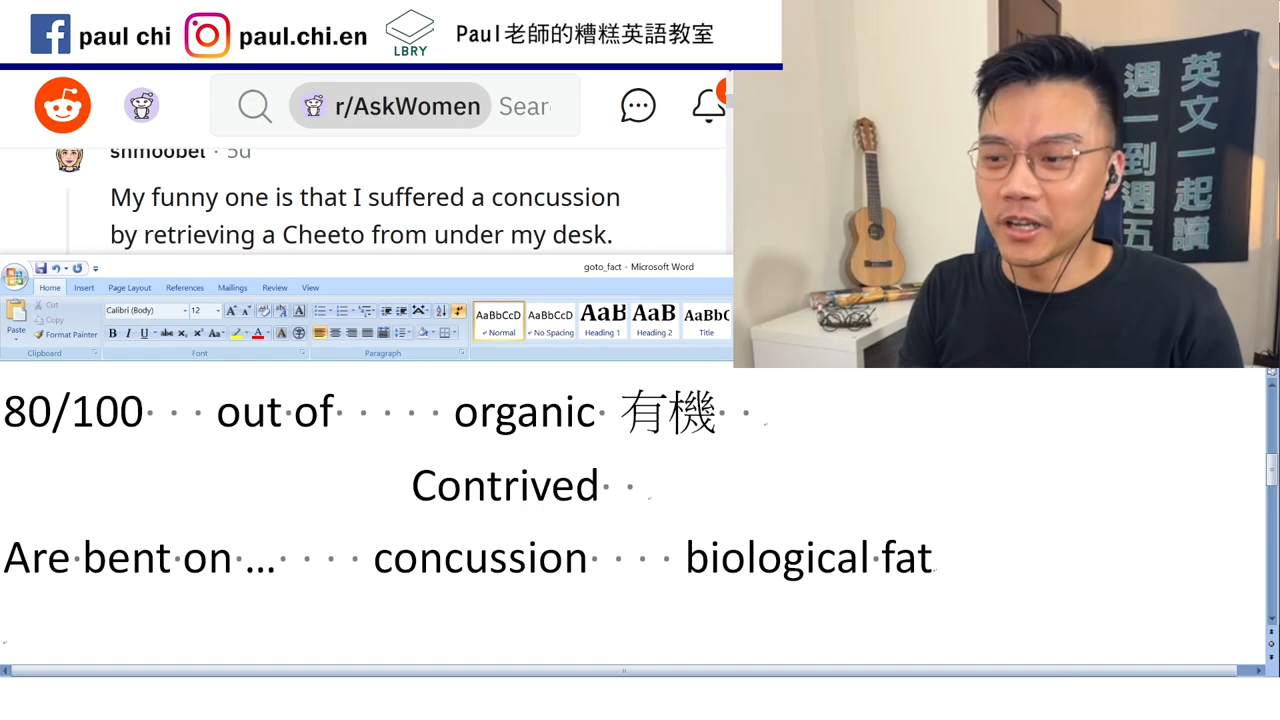 paul chi paul.chi.en LBRY Paul老師的糟糕英語教室
r/AskWomen Sear
shmoobel · 5d
My funny one is that I suffered a concussion
by retrieving a Cheeto from under my desk.
goto_fact - Microsoft Word
Home Insert Page Layout References Mailings Review View
Paste Cut Copy Format Painter
Calibri (Body) 12
AaBbCcD AaBbCcD AaB AaB AaBbC
Normal No Spacing Heading 1 Heading 2 Title
Clipboard Font Paragraph
80/100 out of organic 有機
Contrived
Are bent on ... concussion biological fat
英文一起讀
週一到週五